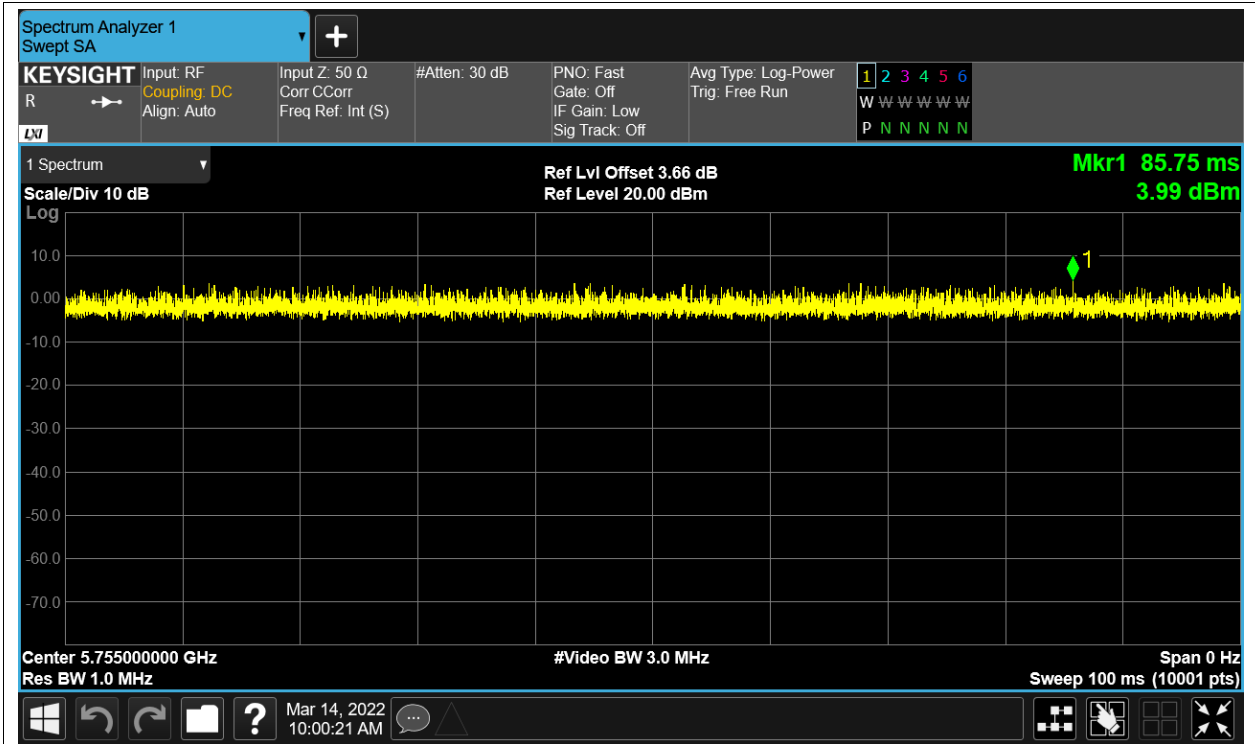 Spectrum Analyzer 1
Swept SA
KEYSIGHT
R
LXI
Input: RF
Coupling: DC
Align: Auto
Input Z: 50 Ω
Corr CCorr
Freq Ref: Int (S)
#Atten: 30 dB
PNO: Fast
Gate: Off
IF Gain: Low
Sig Track: Off
Avg Type: Log-Power
Trig: Free Run
1 2 3 4 5 6
W W W W W W
P N N N N N
1 Spectrum
Scale/Div 10 dB
Log
Ref Lvl Offset 3.66 dB
Ref Level 20.00 dBm
Mkr1 85.75 ms
3.99 dBm
10.0
1
0.00
-10.0
-20.0
-30.0
-40.0
-50.0
-60.0
-70.0
Center 5.755000000 GHz
Res BW 1.0 MHz
#Video BW 3.0 MHz
Span 0 Hz
Sweep 100 ms (10001 pts)
?
Mar 14, 2022
10:00:21 AM